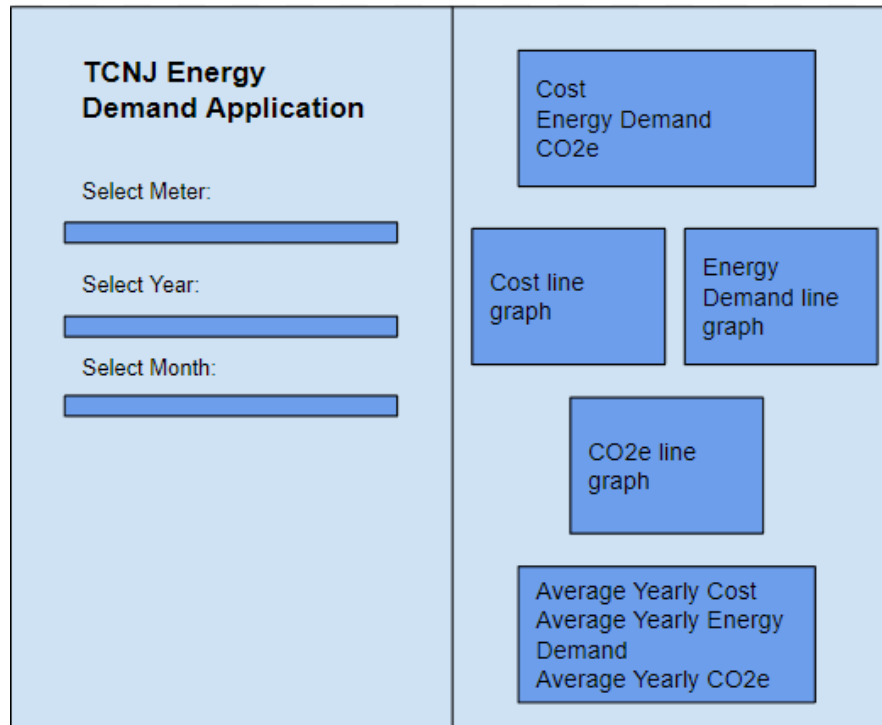 TCNJ Energy
Demand Application
Select Meter:
Select Year:
Select Month:
Cost
Energy Demand
CO2e
Cost line
graph
Energy
Demand line
graph
CO2e line
graph
Average Yearly Cost
Average Yearly Energy
Demand
Average Yearly CO2e